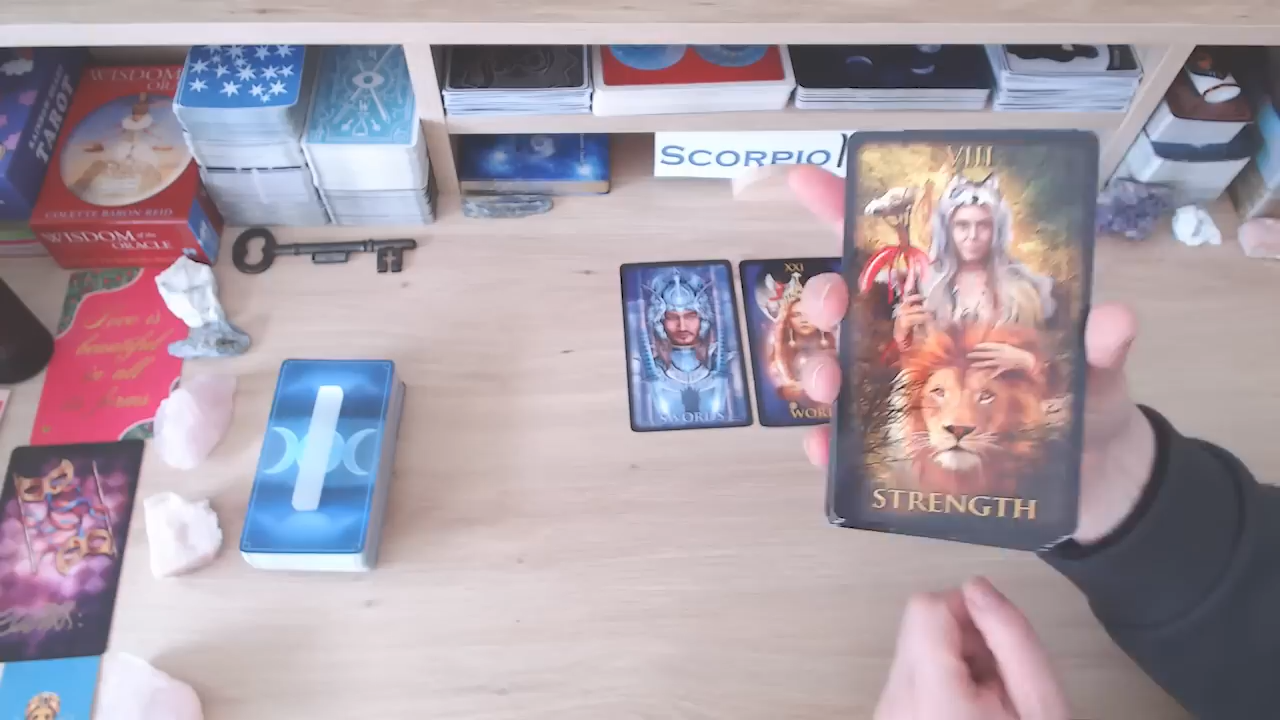 TAROT
WISDOM
WISDOM of the
ORACLE
COLETTE BARON-REID
SCORPIO
Love is
beautiful
in all
its forms
SWORDS
XXI
WORL
VIII
STRENGTH